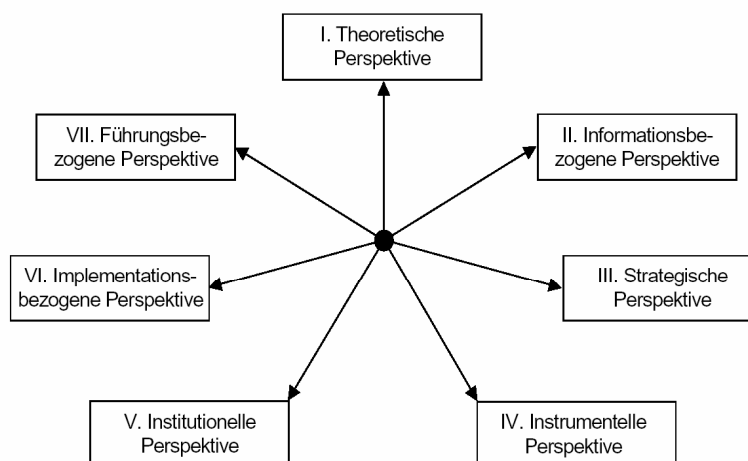 I. Theoretische
Perspektive
II. Informationsbe-
zogene Perspektive
III. Strategische
Perspektive
IV. Instrumentelle
Perspektive
V. Institutionelle
Perspektive
VI. Implementations-
bezogene Perspektive
VII. Führungsbe-
zogene Perspektive